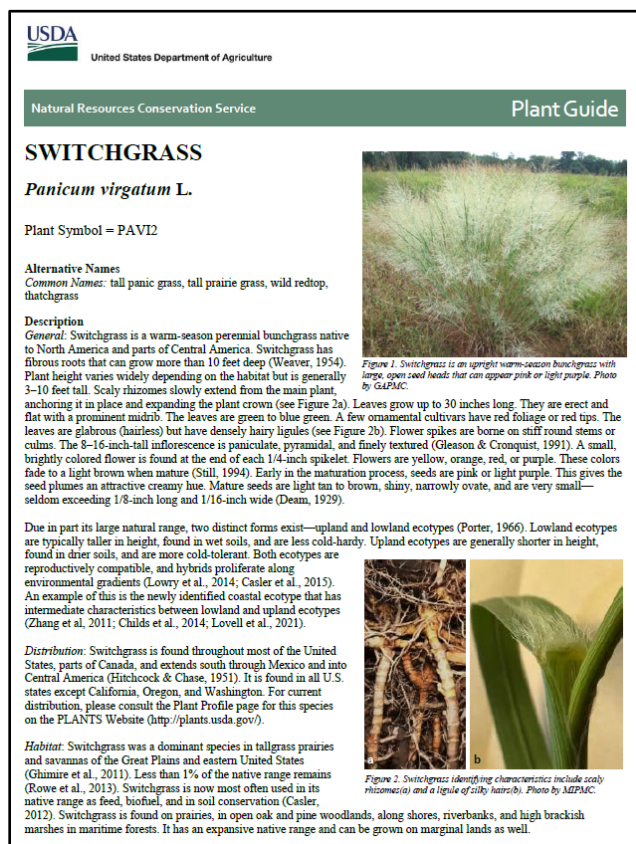 USDA
United States Department of Agriculture
Natural Resources Conservation Service
Plant Guide
SWITCHGRASS
Panicum virgatum L.
Plant Symbol = PAVI2
Alternative Names
Common Names: tall panic grass, tall prairie grass, wild redtop,
thatchgrass
Description
General: Switchgrass is a warm-season perennial bunchgrass native
to North America and parts of Central America. Switchgrass has
fibrous roots that can grow more than 10 feet deep (Weaver, 1954).
Plant height varies widely depending on the habitat but is generally
3–10 feet tall. Scaly rhizomes slowly extend from the main plant,
Figure 1. Switchgrass is an upright warm-season bunchgrass with
large, open seed heads that can appear pink or light purple. Photo
by GAPMC.
anchoring it in place and expanding the plant crown (see Figure 2a). Leaves grow up to 30 inches long. They are erect and
flat with a prominent midrib. The leaves are green to blue green. A few ornamental cultivars have red foliage or red tips. The
leaves are glabrous (hairless) but have densely hairy ligules (see Figure 2b). Flower spikes are borne on stiff round stems or
culms. The 8–16-inch-tall inflorescence is paniculate, pyramidal, and finely textured (Gleason & Cronquist, 1991). A small,
brightly colored flower is found at the end of each 1/4-inch spikelet. Flowers are yellow, orange, red, or purple. These colors
fade to a light brown when mature (Still, 1994). Early in the maturation process, seeds are pink or light purple. This gives the
seed plumes an attractive creamy hue. Mature seeds are light tan to brown, shiny, narrowly ovate, and are very small—
seldom exceeding 1/8-inch long and 1/16-inch wide (Deam, 1929).
Due in part its large natural range, two distinct forms exist—upland and lowland ecotypes (Porter, 1966). Lowland ecotypes
are typically taller in height, found in wet soils, and are less cold-hardy. Upland ecotypes are generally shorter in height,
found in drier soils, and are more cold-tolerant. Both ecotypes are
reproductively compatible, and hybrids proliferate along
environmental gradients (Lowry et al., 2014; Casler et al., 2015).
An example of this is the newly identified coastal ecotype that has
intermediate characteristics between lowland and upland ecotypes
(Zhang et al, 2011; Childs et al., 2014; Lovell et al., 2021).
Distribution: Switchgrass is found throughout most of the United
States, parts of Canada, and extends south through Mexico and into
Central America (Hitchcock & Chase, 1951). It is found in all U.S.
states except California, Oregon, and Washington. For current
distribution, please consult the Plant Profile page for this species
on the PLANTS Website (http://plants.usda.gov/).
a
b
Figure 2. Switchgrass identifying characteristics include scaly
rhizomes(a) and a ligule of silky hairs(b). Photo by MIPMC.
Habitat: Switchgrass was a dominant species in tallgrass prairies
and savannas of the Great Plains and eastern United States
(Ghimire et al., 2011). Less than 1% of the native range remains
(Rowe et al., 2013). Switchgrass is now most often used in its
native range as feed, biofuel, and in soil conservation (Casler,
2012). Switchgrass is found on prairies, in open oak and pine woodlands, along shores, riverbanks, and high brackish
marshes in maritime forests. It has an expansive native range and can be grown on marginal lands as well.